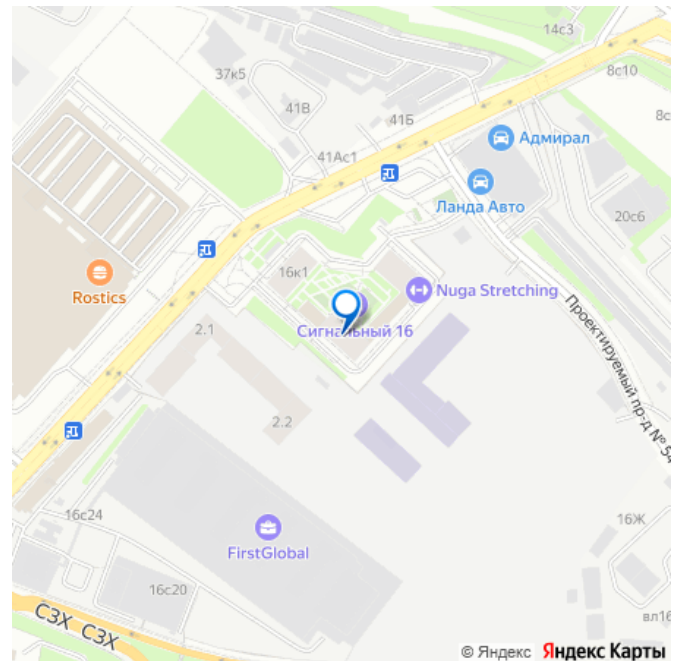 14с3
37к5
8с10
41В
41Б
8с
Адмирал
41Ас1
Ланда Авто
20с6
16к1
Rostics
Nuga Stretching
Проектируемый пр-д № 54
2.1
Сигнальный 16
2.2
16с24
16Ж
FirstGlobal
16с20
СЗХ СЗХ
вл16
© Яндекс Яндекс Карты